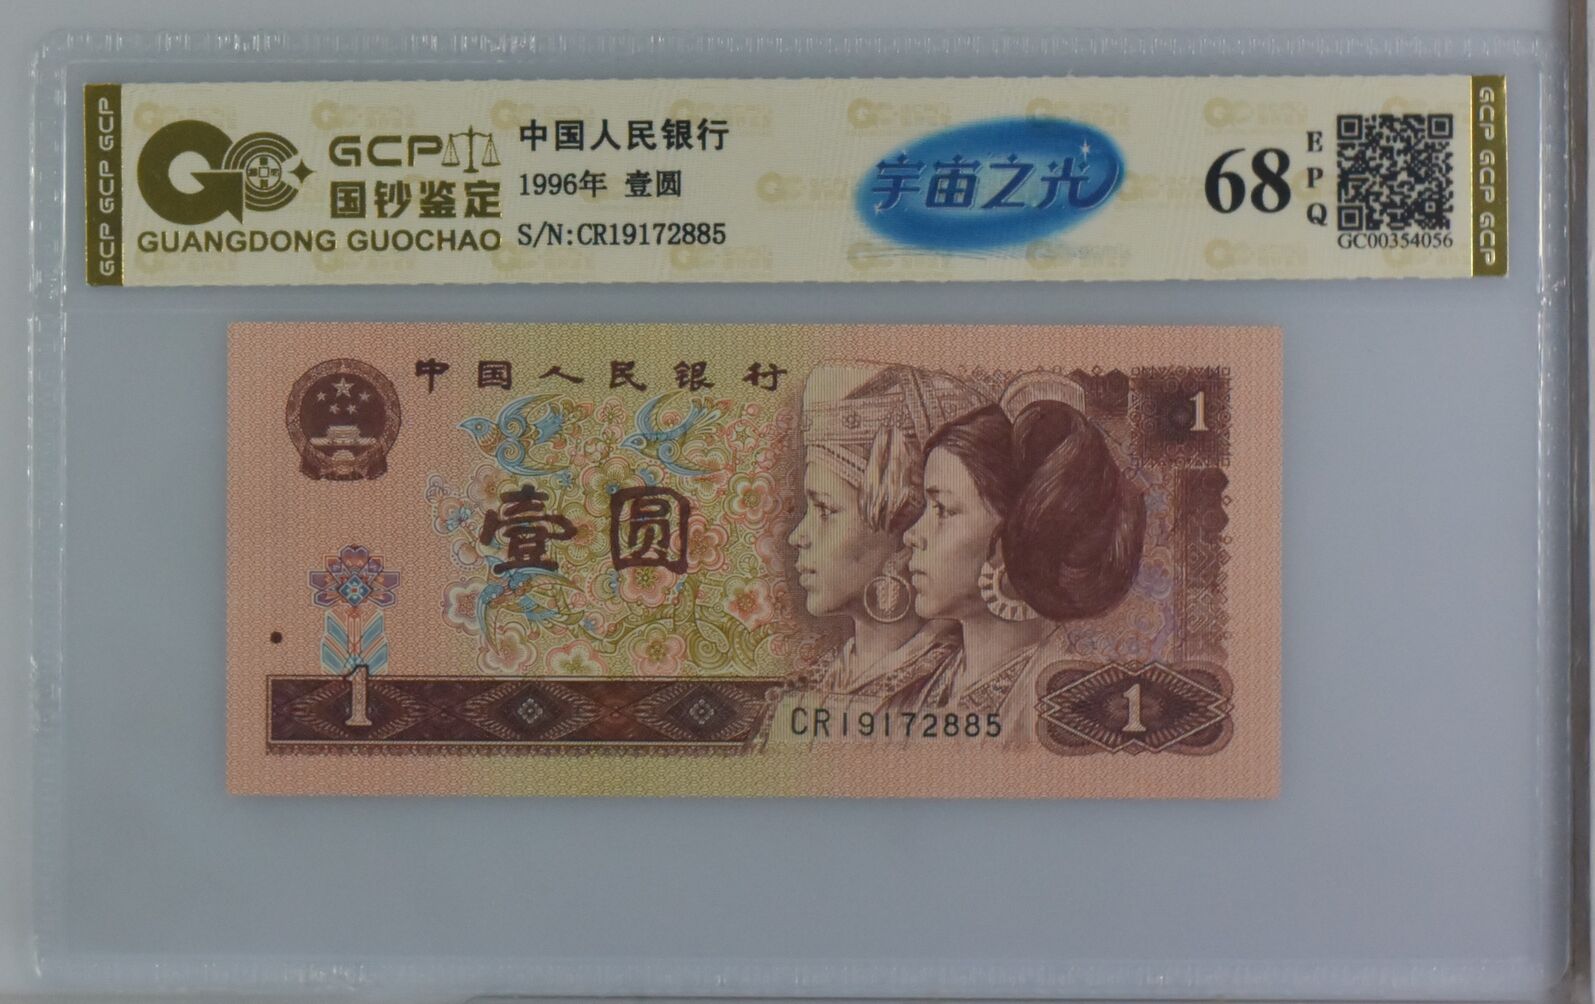 GCP GCP GCP
GCP
国钞鉴定
GUANGDONG GUOCHAO
中国人民银行
1996年 壹圆
S/N:CR19172885
宇宙之光
68
EPQ
GC00354056
GCP GCP GCP
中国人民银行
1
壹圆
1
CR19172885
1